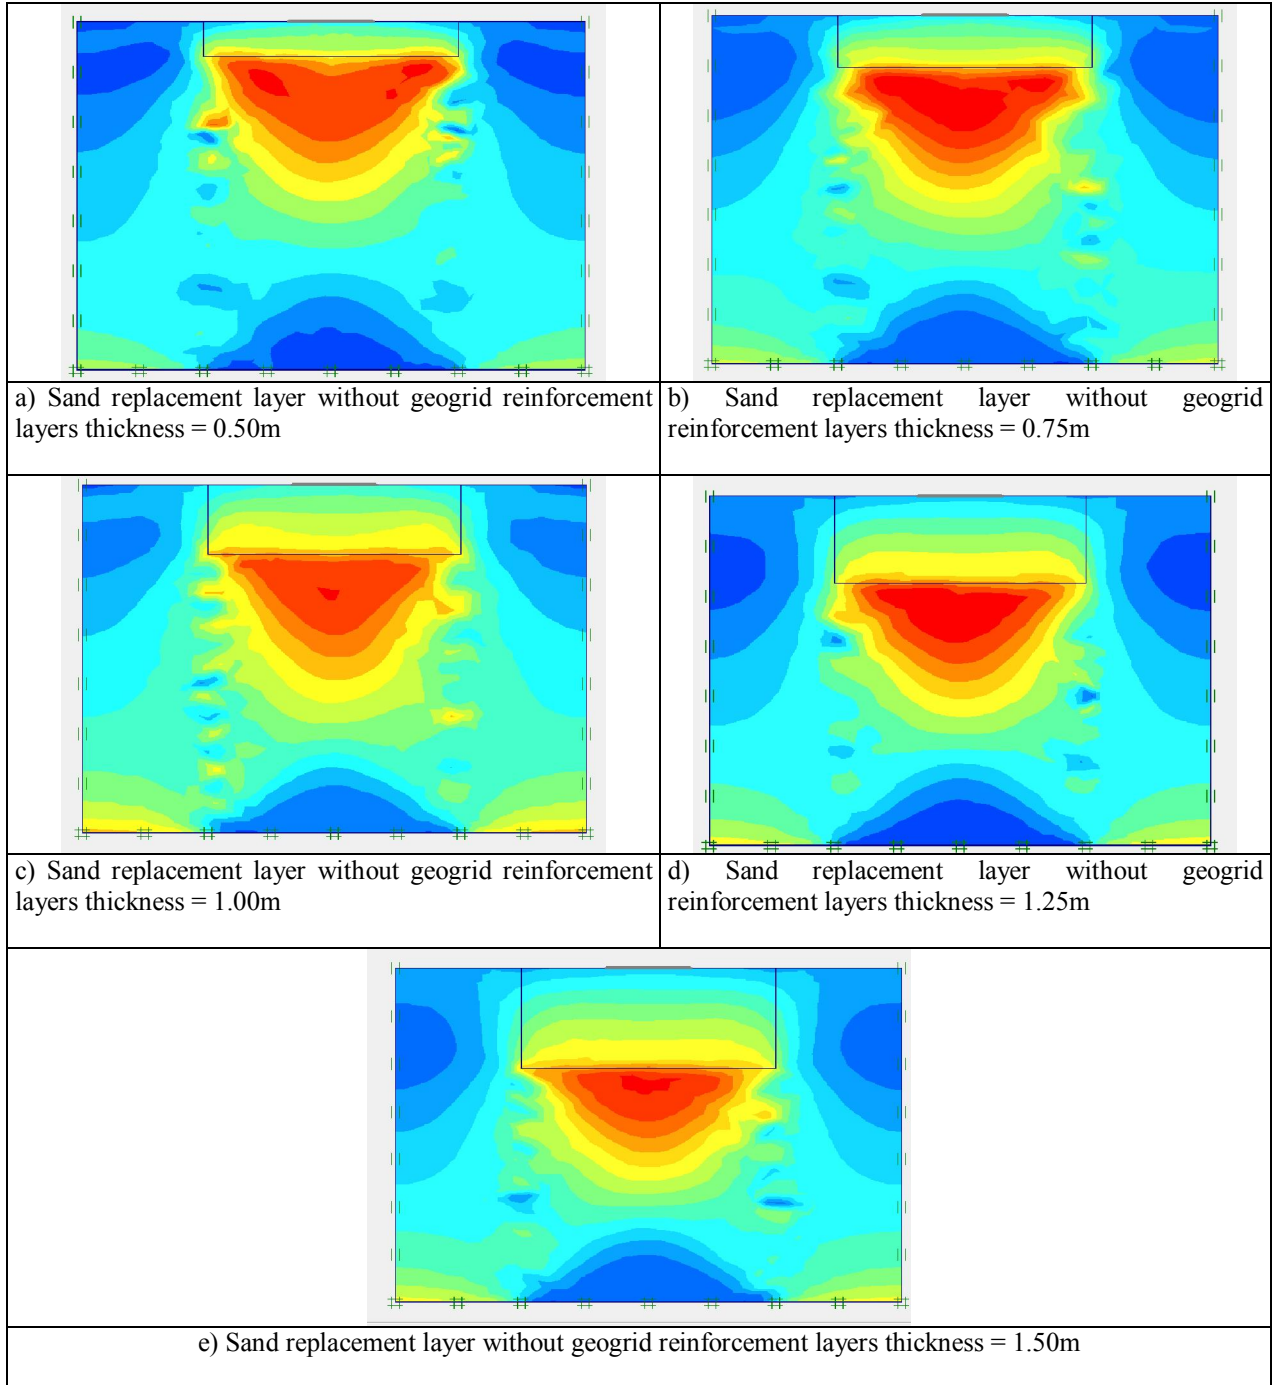 a) Sand replacement layer without geogrid reinforcement
layers thickness = 0.50m
b) Sand replacement layer without geogrid
reinforcement layers thickness = 0.75m
c) Sand replacement layer without geogrid reinforcement
layers thickness = 1.00m
d) Sand replacement layer without geogrid
reinforcement layers thickness = 1.25m
e) Sand replacement layer without geogrid reinforcement layers thickness = 1.50m